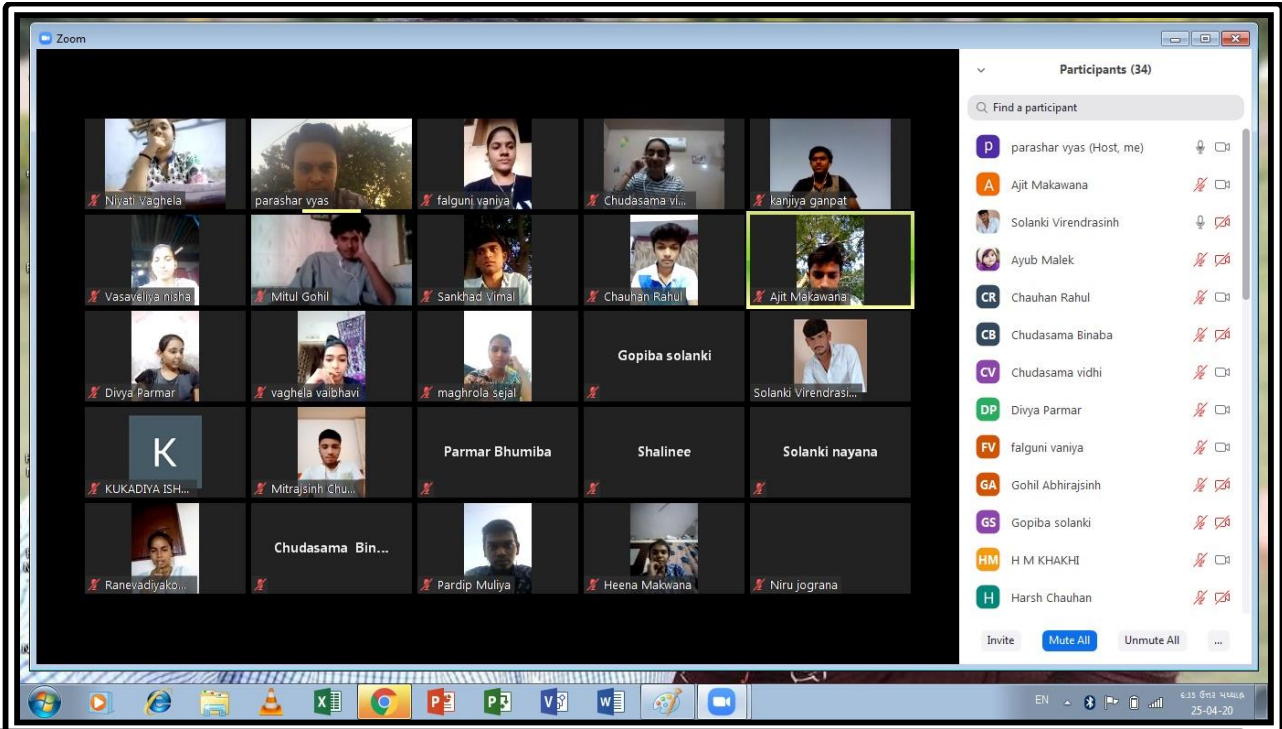 Zoom
Niyati Vaghela
parashar vyas
falguni vaniya
Chudasama vi...
kanjiya ganpat
Vasaveliya nisha
Mitul Gohil
Sankhad Vimal
Chauhan Rahul
Ajit Makawana
Divya Parmar
vaghela vaibhavi
maghrola sejal
Gopiba solanki
Solanki Virendrasi...
K
KUKADIYA ISH...
Mitrajsinh Chu...
Parmar Bhumiba
Shalinee
Solanki nayana
Ranevadiyako...
Chudasama Bin...
Pardip Muliya
Heena Makwana
Niru jograna
Participants (34)
Find a participant
p parashar vyas (Host, me)
A Ajit Makawana
Solanki Virendrasinh
Ayub Malek
CR Chauhan Rahul
CB Chudasama Binaba
CV Chudasama vidhi
DP Divya Parmar
FV falguni vaniya
GA Gohil Abhirajsinh
GS Gopiba solanki
HM H M KHAKHI
H Harsh Chauhan
Invite Mute All Unmute All ...
EN
25-04-20